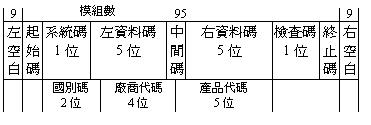 9 模組數 95 9
左空白 起始碼 系統碼 1 位 左資料碼 5 位 中間碼 右資料碼 5 位 檢查碼 1 位 終止碼 右空白
國別碼 2 位 廠商代碼 4 位 產品代碼 5 位